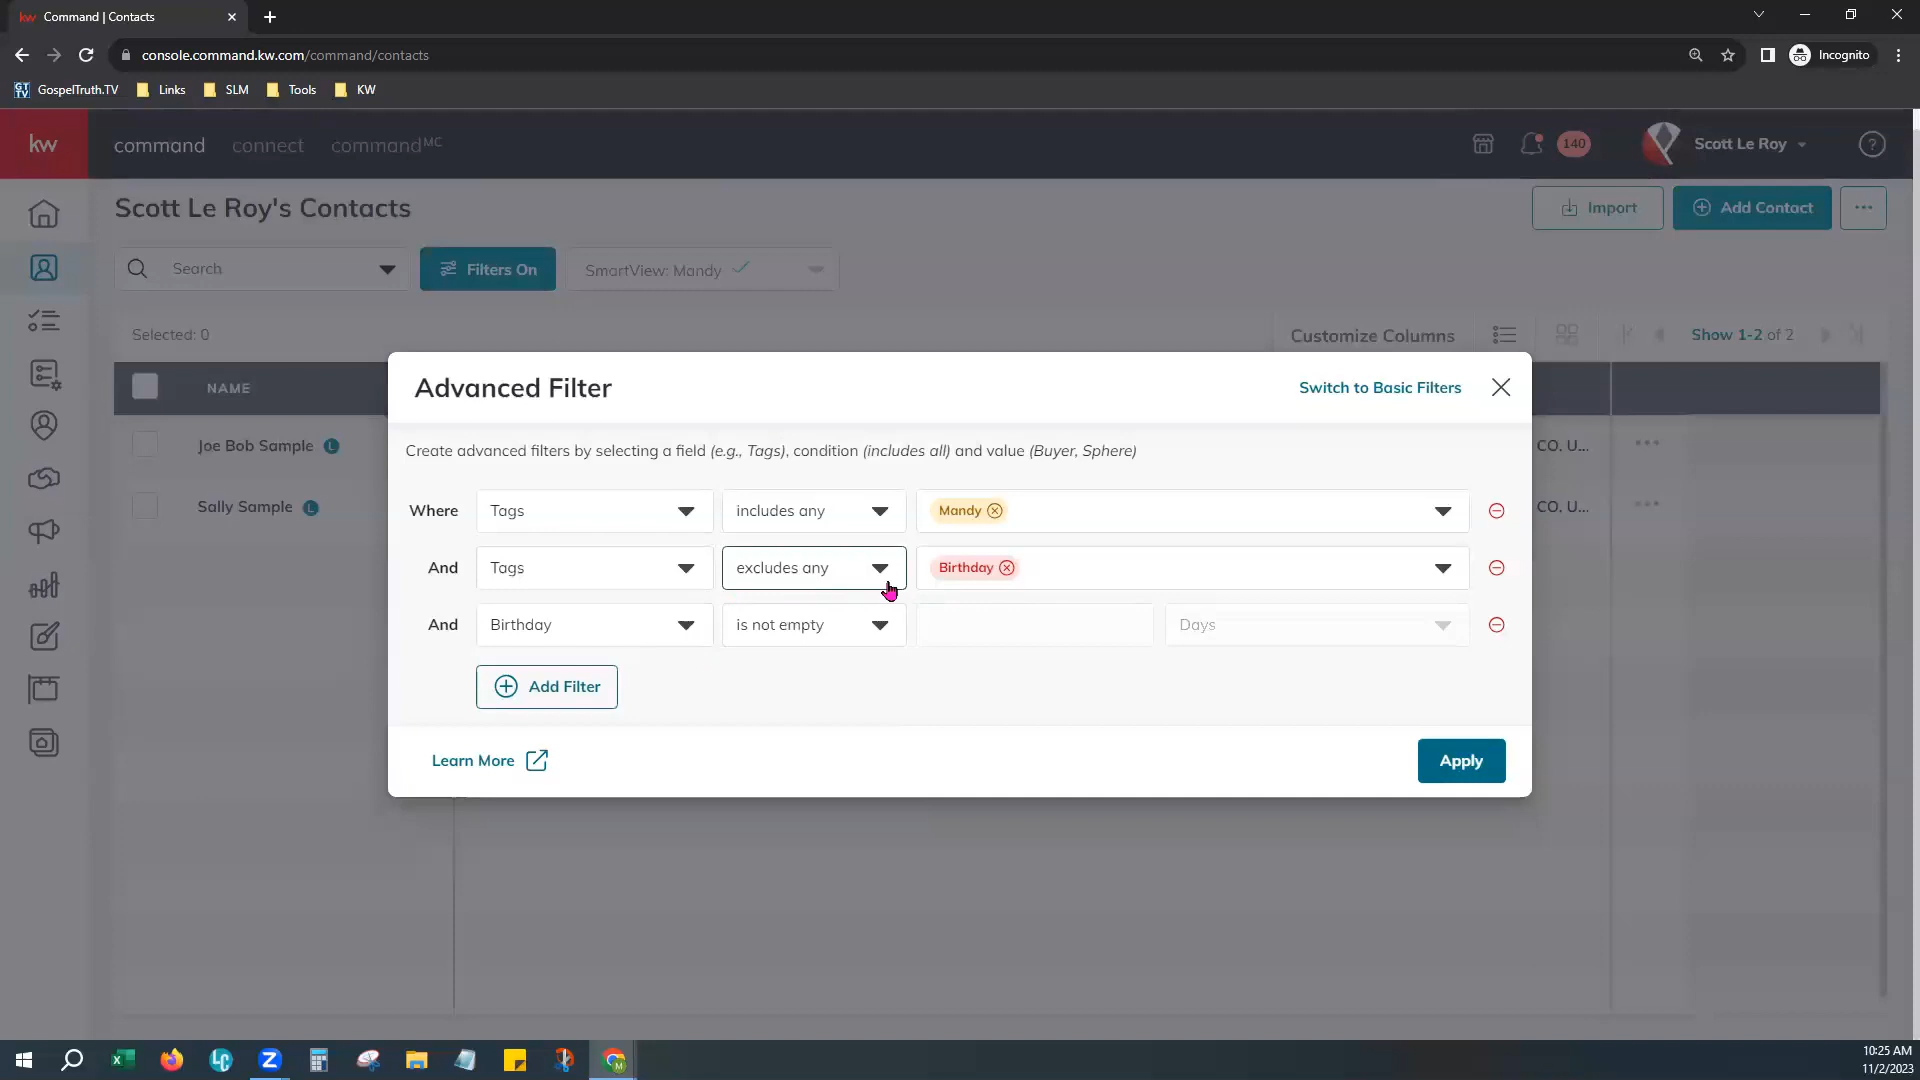 kw Command | Contacts
console.command.kw.com/command/contacts
Incognito
GT TV GospelTruth.TV Links SLM Tools KW
kw command connect commandMC 140 Scott Le Roy ?
Scott Le Roy's Contacts
Import Add Contact ...
Search Filters On SmartView: Mandy
Selected: 0 Customize Columns Show 1-2 of 2
NAME
Joe Bob Sample L CO. U...
Sally Sample L CO. U...
Advanced Filter Switch to Basic Filters
Create advanced filters by selecting a field (e.g., Tags), condition (includes all) and value (Buyer, Sphere)
Where Tags includes any Mandy
And Tags excludes any Birthday
And Birthday is not empty Days
Add Filter
Learn More Apply
LC Z M
10:25 AM
11/2/2023